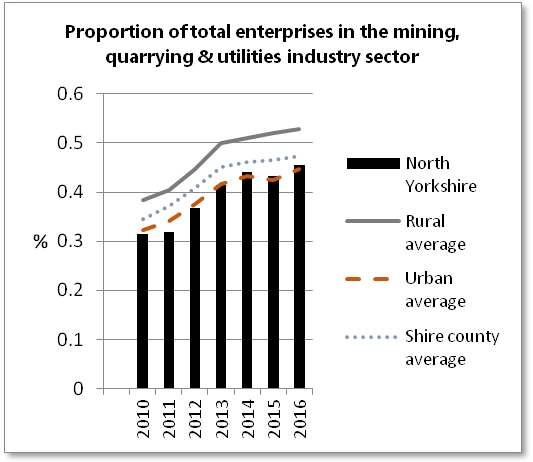 Proportion of total enterprises in the mining,
quarrying & utilities industry sector
0.6
0.5
0.4
0.3
0.2
0.1
0
%
2010
2011
2012
2013
2014
2015
2016
North
Yorkshire
Rural
average
Urban
average
Shire county
average